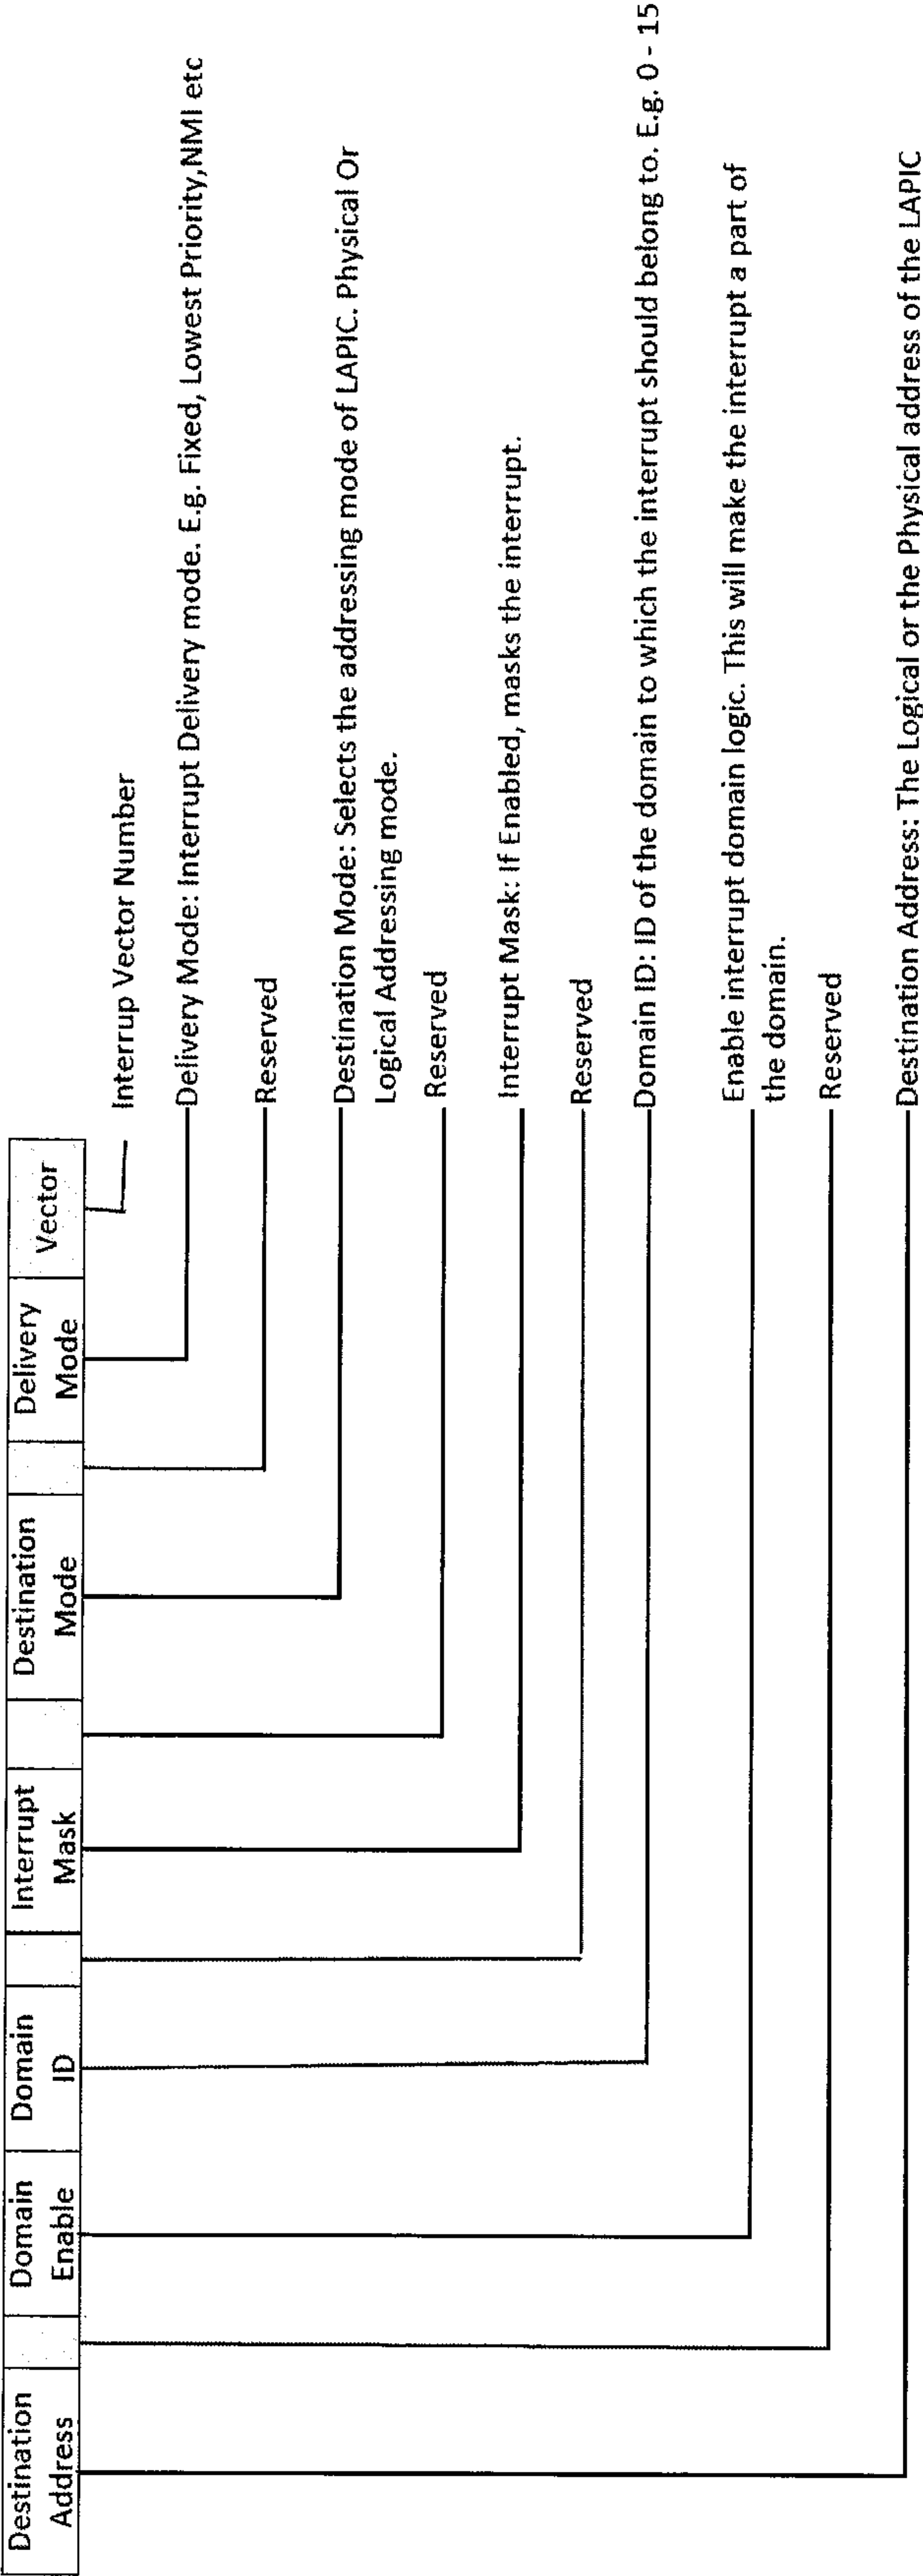 Destination
Address
Domain
Enable
Domain
ID
Interrupt
Mask
Destination
Mode
Delivery
Mode
Vector
Interrup Vector Number
Delivery Mode: Interrupt Delivery mode. E.g. Fixed, Lowest Priority,NMI etc
Reserved
Destination Mode: Selects the addressing mode of LAPIC. Physical Or
Logical Addressing mode.
Reserved
Interrupt Mask: If Enabled, masks the interrupt.
Reserved
Domain ID: ID of the domain to which the interrupt should belong to. E.g. 0 - 15
Enable interrupt domain logic. This will make the interrupt a part of
the domain.
Reserved
Destination Address: The Logical or the Physical address of the LAPIC